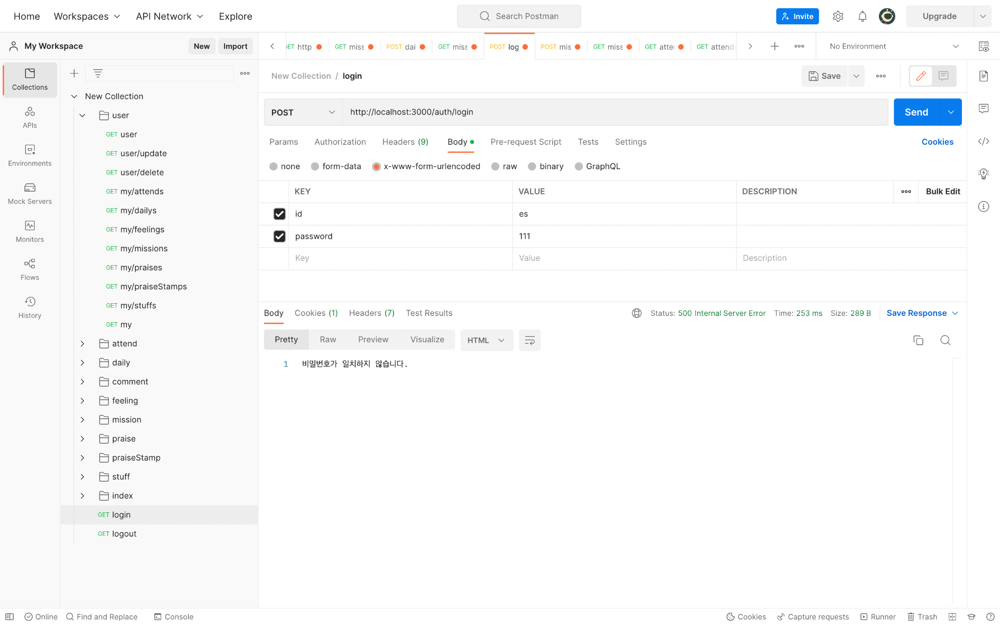 Home Workspaces API Network Explore Search Postman Invite Upgrade
My Workspace New Import
GET http GET miss POST dai GET miss POST log POST mis GET miss GET atte GET attend No Environment
Collections
APIs
Environments
Mock Servers
Monitors
Flows
History
New Collection
user
GET user
GET user/update
GET user/delete
GET my/attends
GET my/dailys
GET my/feelings
GET my/missions
GET my/praises
GET my/praiseStamps
GET my/stuffs
GET my
attend
daily
comment
feeling
mission
praise
praiseStamp
stuff
index
GET login
GET logout
New Collection / login Save
POST http://localhost:3000/auth/login Send
Params Authorization Headers (9) Body Pre-request Script Tests Settings Cookies
none form-data x-www-form-urlencoded raw binary GraphQL
KEY VALUE DESCRIPTION Bulk Edit
id es
password 111
Key Value Description
Body Cookies (1) Headers (7) Test Results Status: 500 Internal Server Error Time: 253 ms Size: 289 B Save Response
Pretty Raw Preview Visualize HTML
1 비밀번호가 일치하지 않습니다.
Online Find and Replace Console Cookies Capture requests Runner Trash